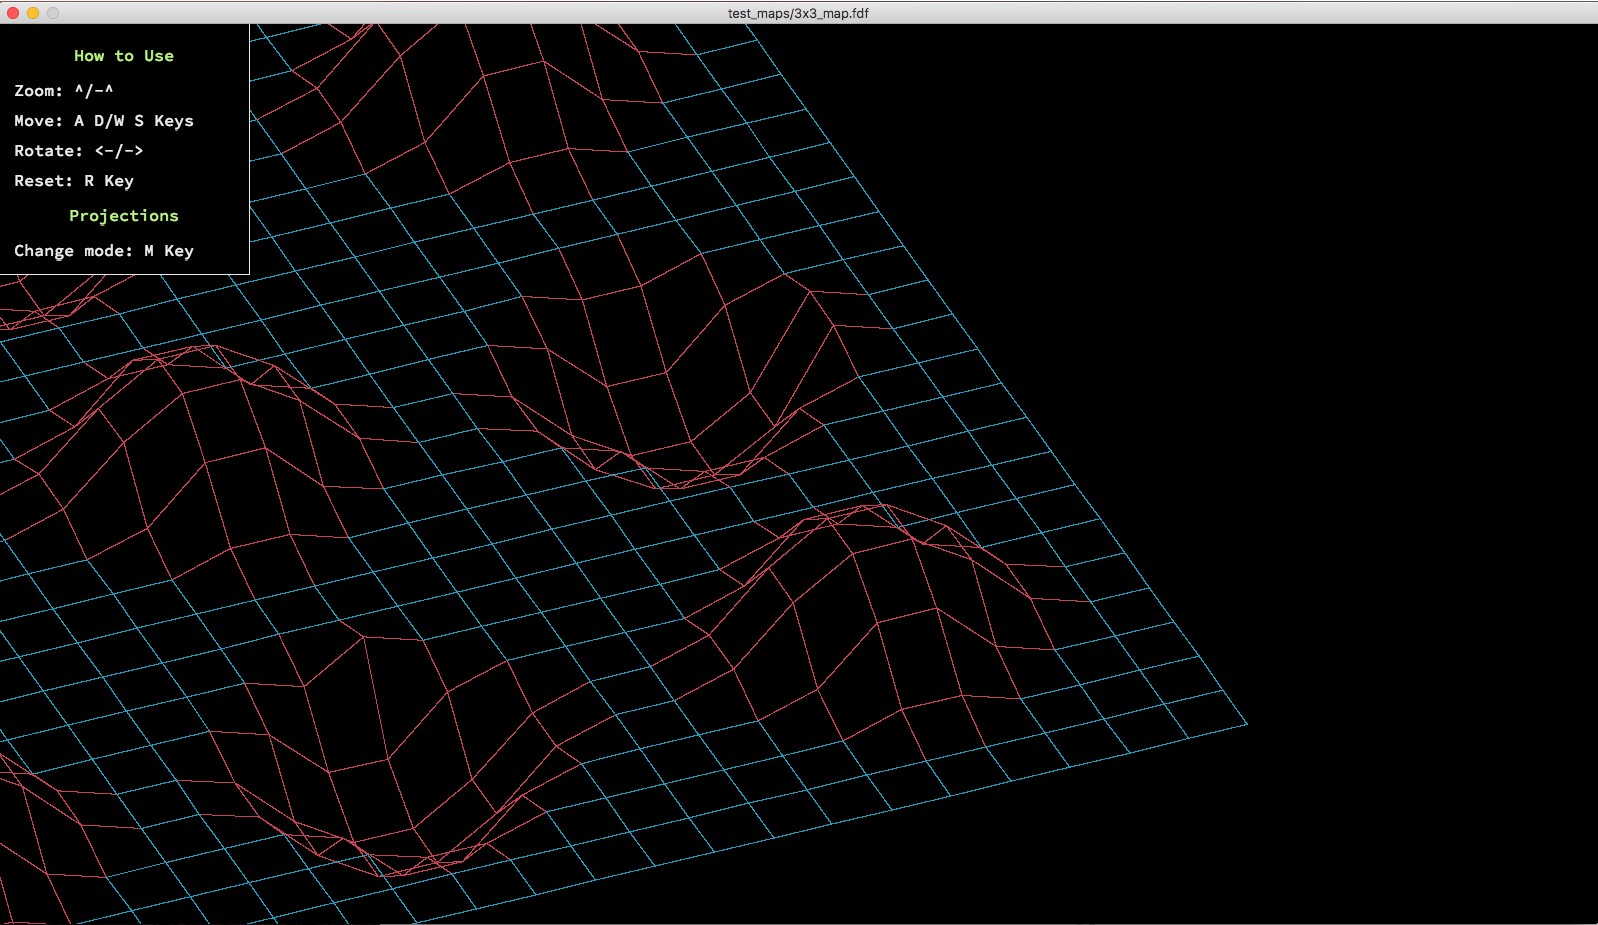 test_maps/3x3_map.fdf
How to Use
Zoom: ^/-^
Move: A D/W S Keys
Rotate: <-/->
Reset: R Key
Projections
Change mode: M Key